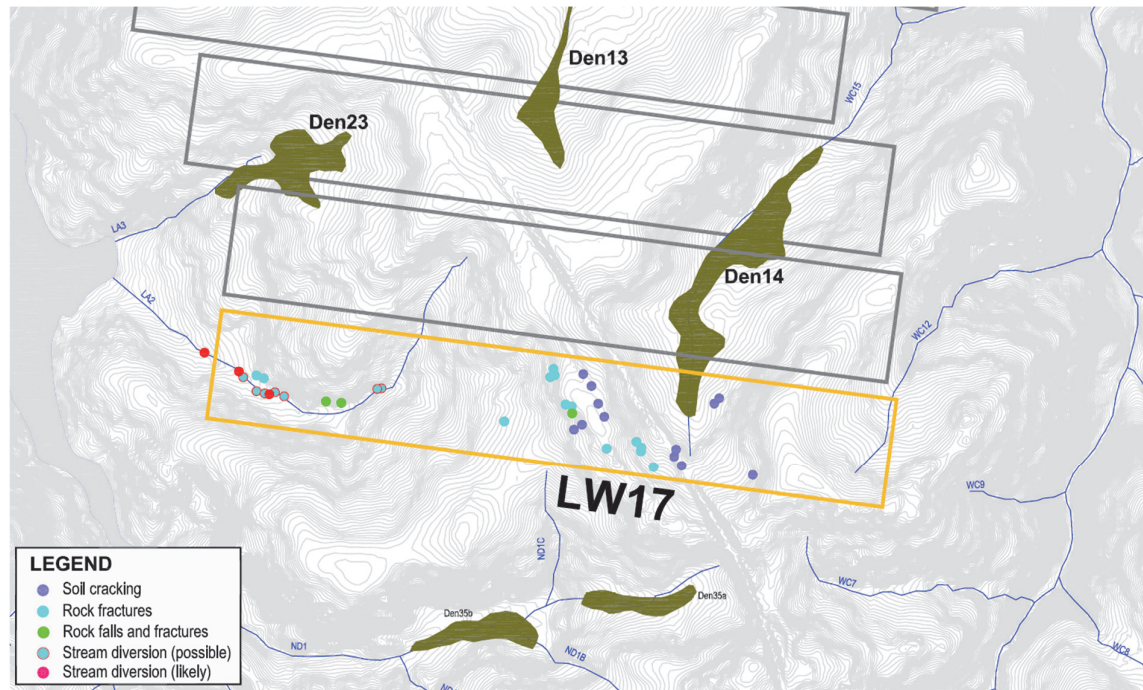 Den13
WC15
Den23
LA3
Den14
LA2
WC12
WC9
LW17
ND1C
WC7
Den35a
Den35b
ND1
ND1B
WC8
LEGEND
Soil cracking
Rock fractures
Rock falls and fractures
Stream diversion (possible)
Stream diversion (likely)